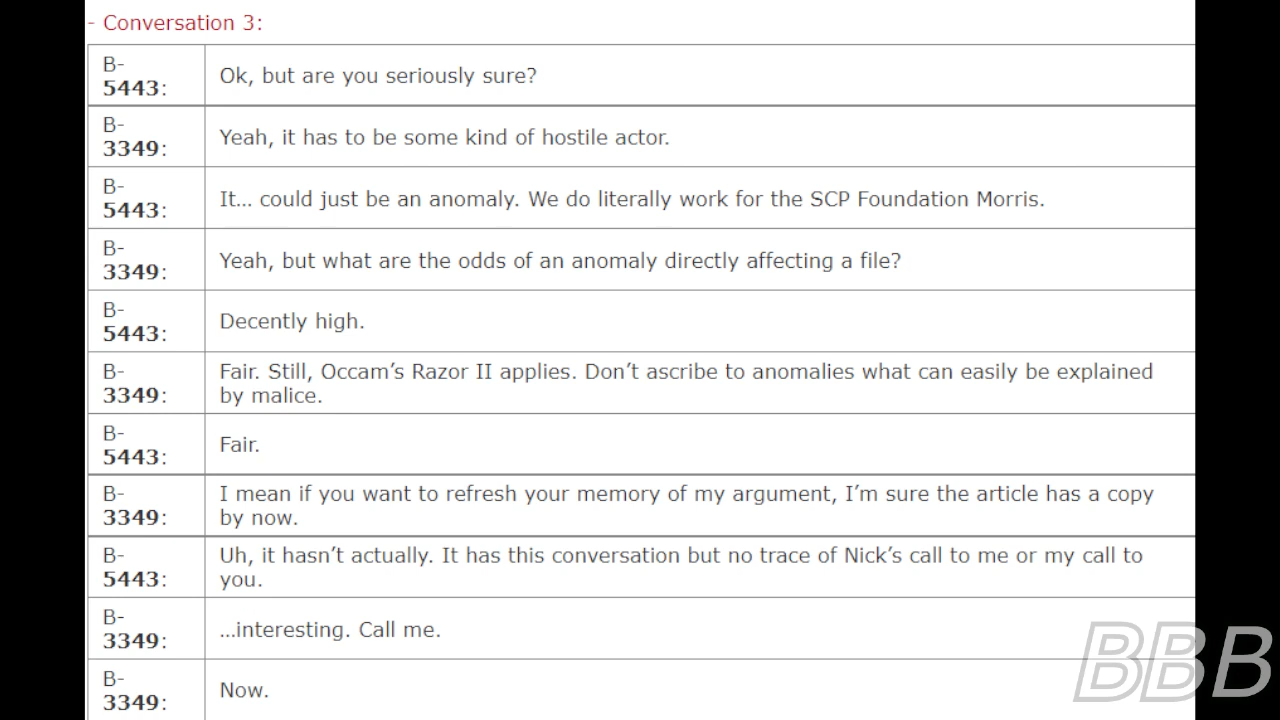 - Conversation 3:
B-
5443:
Ok, but are you seriously sure?
B-
3349:
Yeah, it has to be some kind of hostile actor.
B-
5443:
It… could just be an anomaly. We do literally work for the SCP Foundation Morris.
B-
3349:
Yeah, but what are the odds of an anomaly directly affecting a file?
B-
5443:
Decently high.
B-
3349:
Fair. Still, Occam’s Razor II applies. Don’t ascribe to anomalies what can easily be explained
by malice.
B-
5443:
Fair.
B-
3349:
I mean if you want to refresh your memory of my argument, I’m sure the article has a copy
by now.
B-
5443:
Uh, it hasn’t actually. It has this conversation but no trace of Nick’s call to me or my call to
you.
B-
3349:
…interesting. Call me.
B-
3349:
Now.
BBB